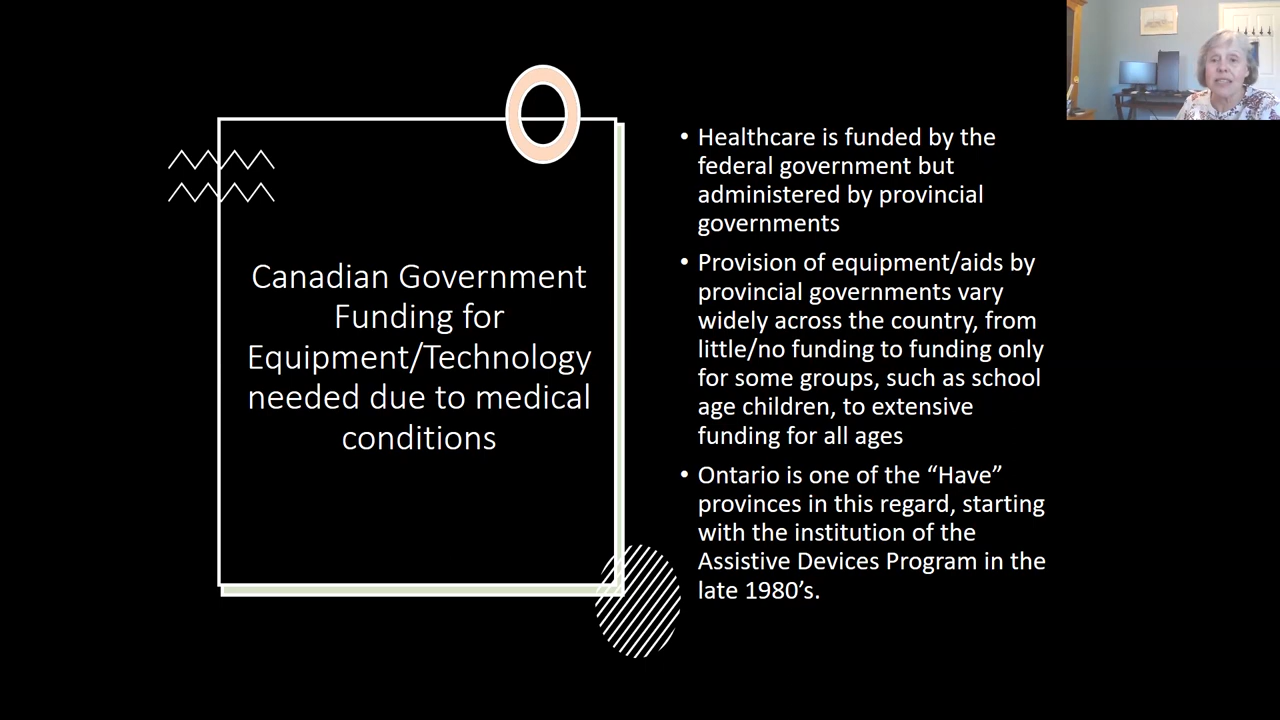 Canadian Government
Funding for
Equipment/Technology
needed due to medical
conditions
• Healthcare is funded by the
federal government but
administered by provincial
governments
• Provision of equipment/aids by
provincial governments vary
widely across the country, from
little/no funding to funding only
for some groups, such as school
age children, to extensive
funding for all ages
• Ontario is one of the “Have”
provinces in this regard, starting
with the institution of the
Assistive Devices Program in the
late 1980’s.